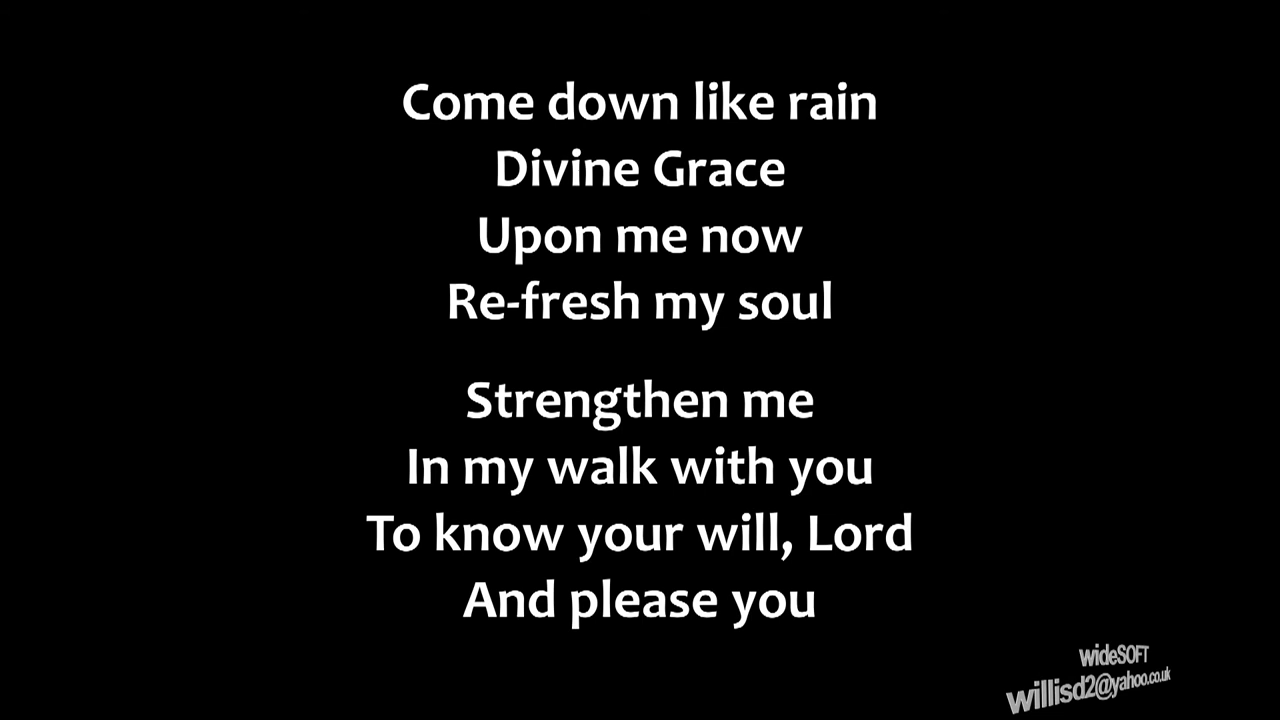 Come down like rain
Divine Grace
Upon me now
Re-fresh my soul
Strengthen me
In my walk with you
To know your will, Lord
And please you
wideSOFT
willisd2@yahoo.co.uk